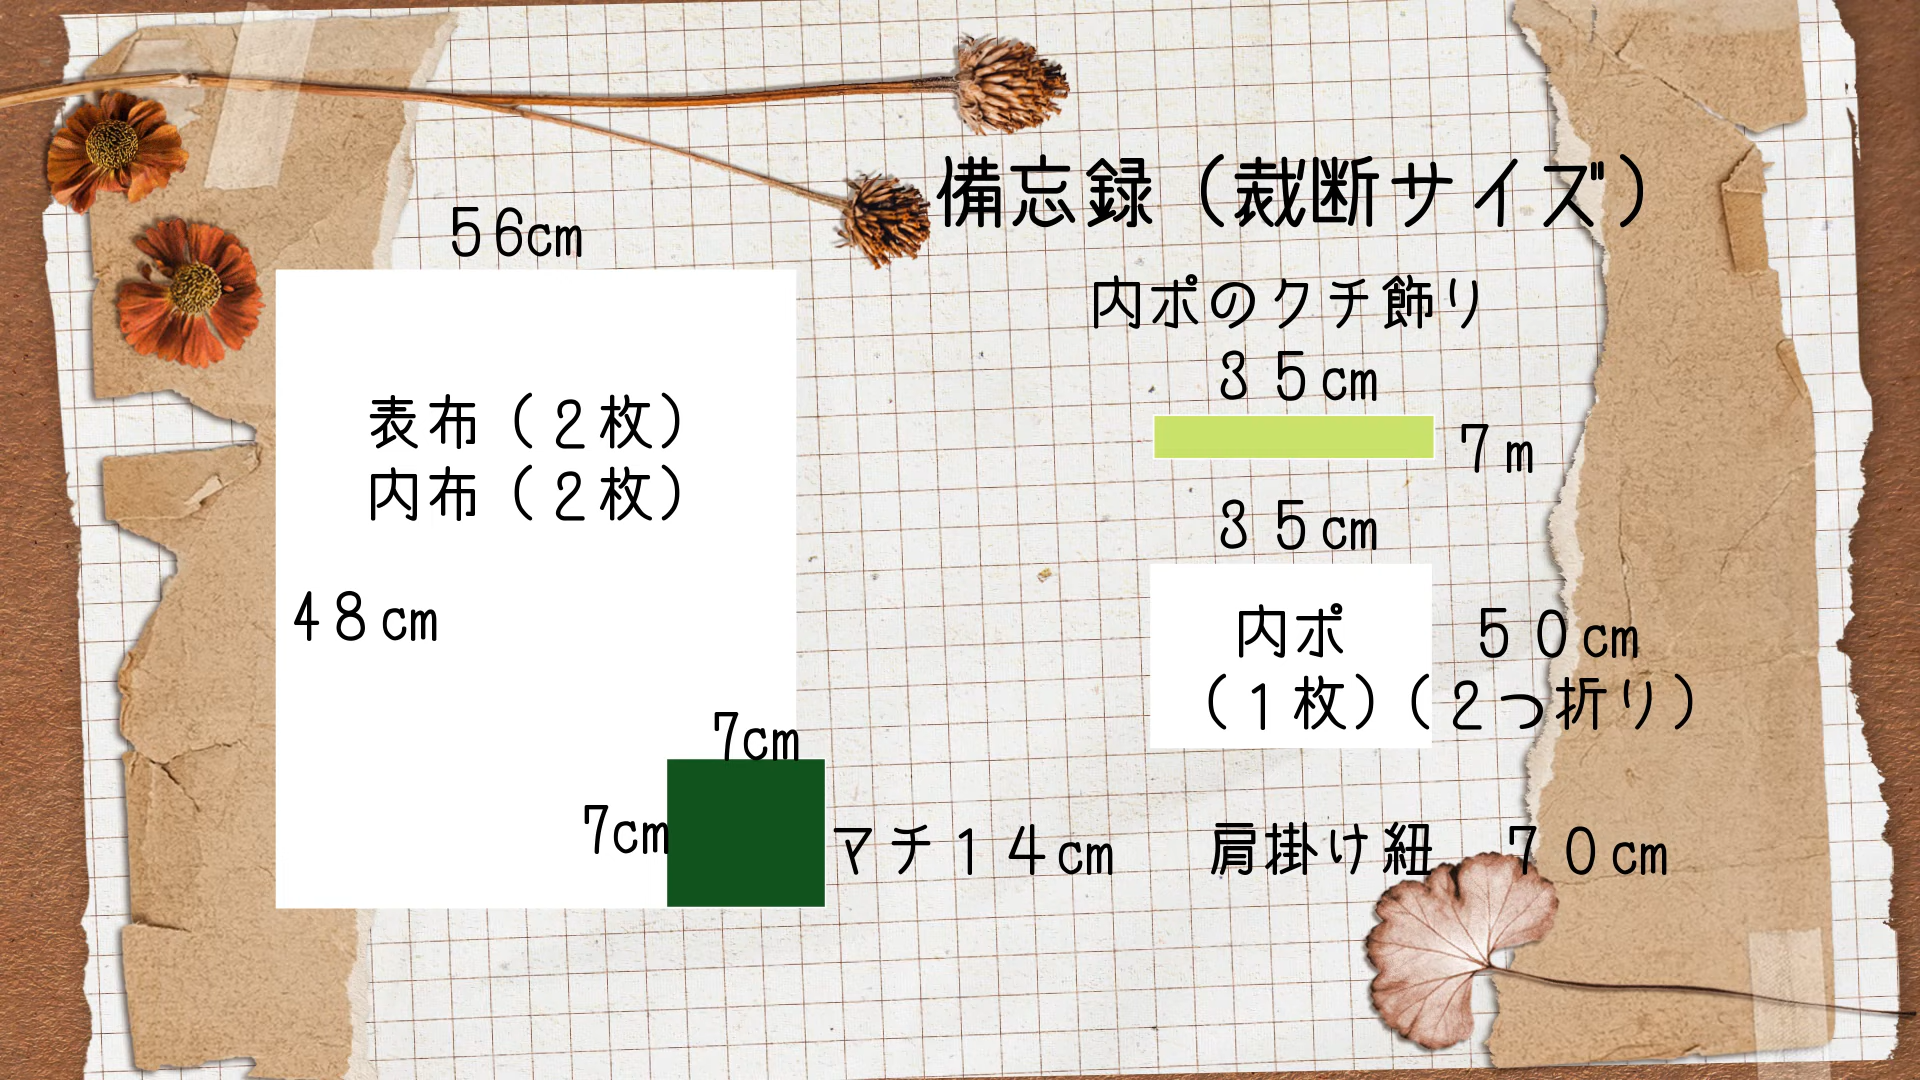 備忘録（裁断サイズ）
56cm
表布（２枚）
内布（２枚）
４８cm
7cm
7cm
マチ１４cm
内ポのクチ飾り
３５cm
７m
３５cm
内ポ　５０cm
（１枚）（２つ折り）
肩掛け紐　７０cm